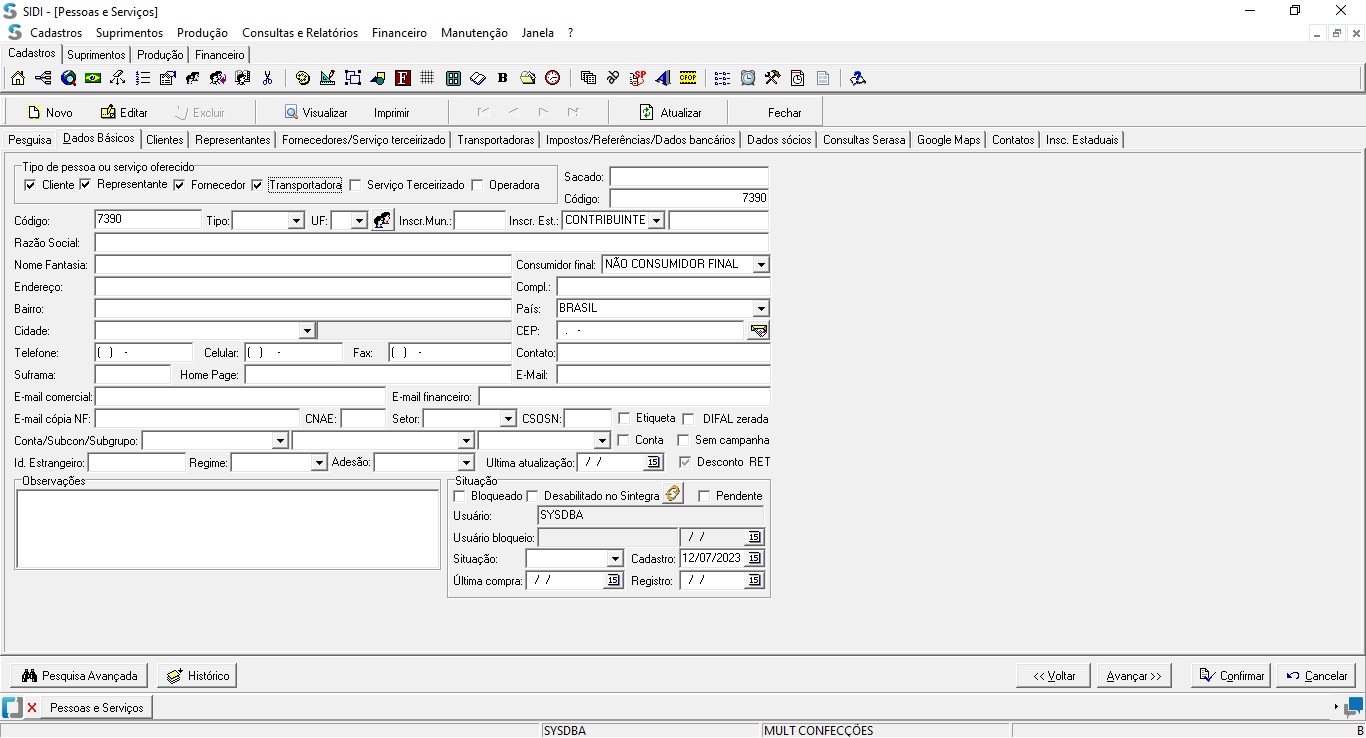 SIDI - [Pessoas e Serviços]
Cadastros Suprimentos Produção Consultas e Relatórios Financeiro Manutenção Janela ?
Cadastros Suprimentos Produção Financeiro
F B SP CFOP
Novo Editar Excluir Visualizar Imprimir Atualizar Fechar
Pesquisa Dados Básicos Clientes Representantes Fornecedores/Serviço terceirizado Transportadoras Impostos/Referências/Dados bancários Dados sócios Consultas Serasa Google Maps Contatos Insc. Estaduais
Tipo de pessoa ou serviço oferecido
Cliente Representante Fornecedor Transportadora Serviço Terceirizado Operadora
Sacado:
Código: 7390
Código: 7390 Tipo: UF: Inscr.Mun.: Inscr. Est.: CONTRIBUINTE
Razão Social:
Nome Fantasia: Consumidor final: NÃO CONSUMIDOR FINAL
Endereço: Compl.:
Bairro: País: BRASIL
Cidade: CEP: . -
Telefone: ( ) - Celular: ( ) - Fax: ( ) - Contato:
Suframa: Home Page: E-Mail:
E-mail comercial: E-mail financeiro:
E-mail cópia NF: CNAE: Setor: CSOSN: Etiqueta DIFAL zerada
Conta/Subcon/Subgrupo: Conta Sem campanha
Id. Estrangeiro: Regime: Adesão: Ultima atualização: / / 15 Desconto RET
Observações
Situação
Bloqueado Desabilitado no Sintegra Pendente
Usuário: SYSDBA
Usuário bloqueio: / / 15
Situação: Cadastro: 12/07/2023 15
Última compra: / / 15 Registro: / / 15
Pesquisa Avançada Histórico << Voltar Avançar >> Confirmar Cancelar
Pessoas e Serviços
SYSDBA MULT CONFECÇÕES B